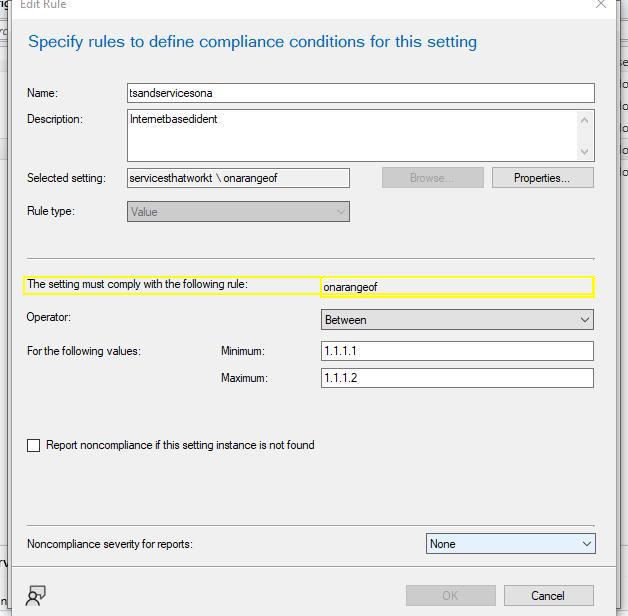 Edit Rule
Specify rules to define compliance conditions for this setting
Name: tsandservicesona
Description: Internetbasedident
Selected setting: servicesthatworkt \ onarangeof Browse... Properties...
Rule type: Value
The setting must comply with the following rule: onarangeof
Operator: Between
For the following values: Minimum: 1.1.1.1
Maximum: 1.1.1.2
Report noncompliance if this setting instance is not found
Noncompliance severity for reports: None
OK Cancel